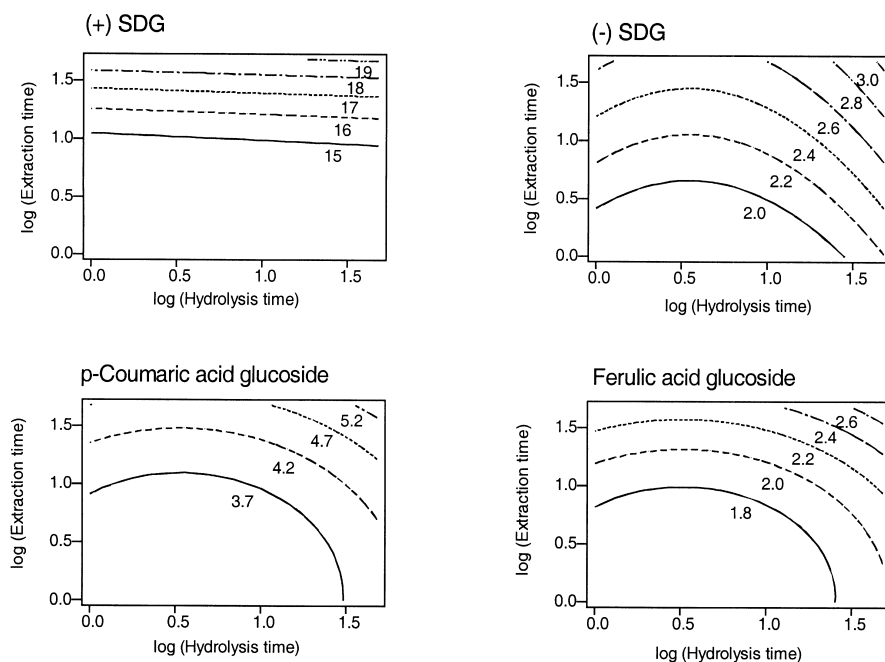 (+) SDG
log (Extraction time)
1.5
1.0
0.5
0.0
19
18
17
16
15
0.0 0.5 1.0 1.5
log (Hydrolysis time)
(-) SDG
log (Extraction time)
1.5
1.0
0.5
0.0
3.0
2.8
2.6
2.4
2.2
2.0
0.0 0.5 1.0 1.5
log (Hydrolysis time)
p-Coumaric acid glucoside
log (Extraction time)
1.5
1.0
0.5
0.0
5.2
4.7
4.2
3.7
0.0 0.5 1.0 1.5
log (Hydrolysis time)
Ferulic acid glucoside
log (Extraction time)
1.5
1.0
0.5
0.0
2.6
2.4
2.2
2.0
1.8
0.0 0.5 1.0 1.5
log (Hydrolysis time)